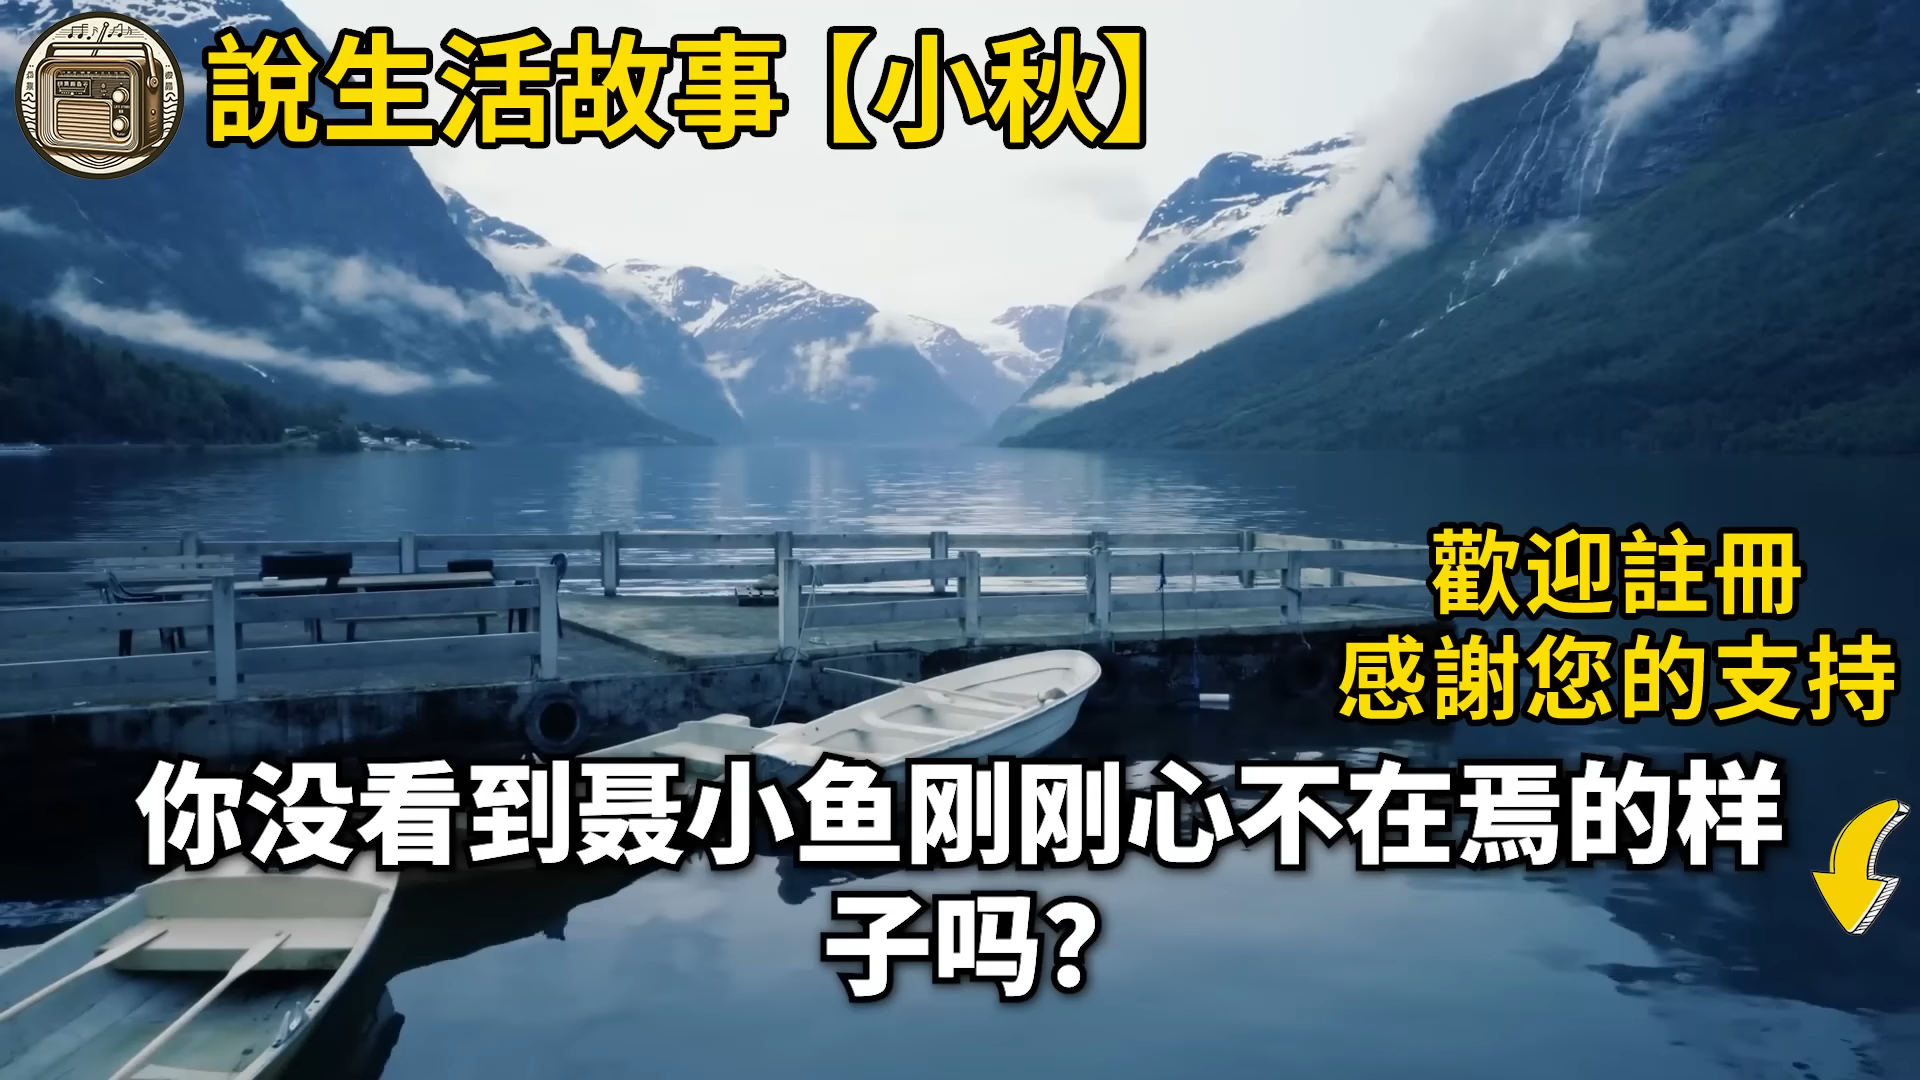 說生活故事【小秋】
歡迎註冊
感謝您的支持
你没看到聂小鱼刚刚心不在焉的样
子吗?